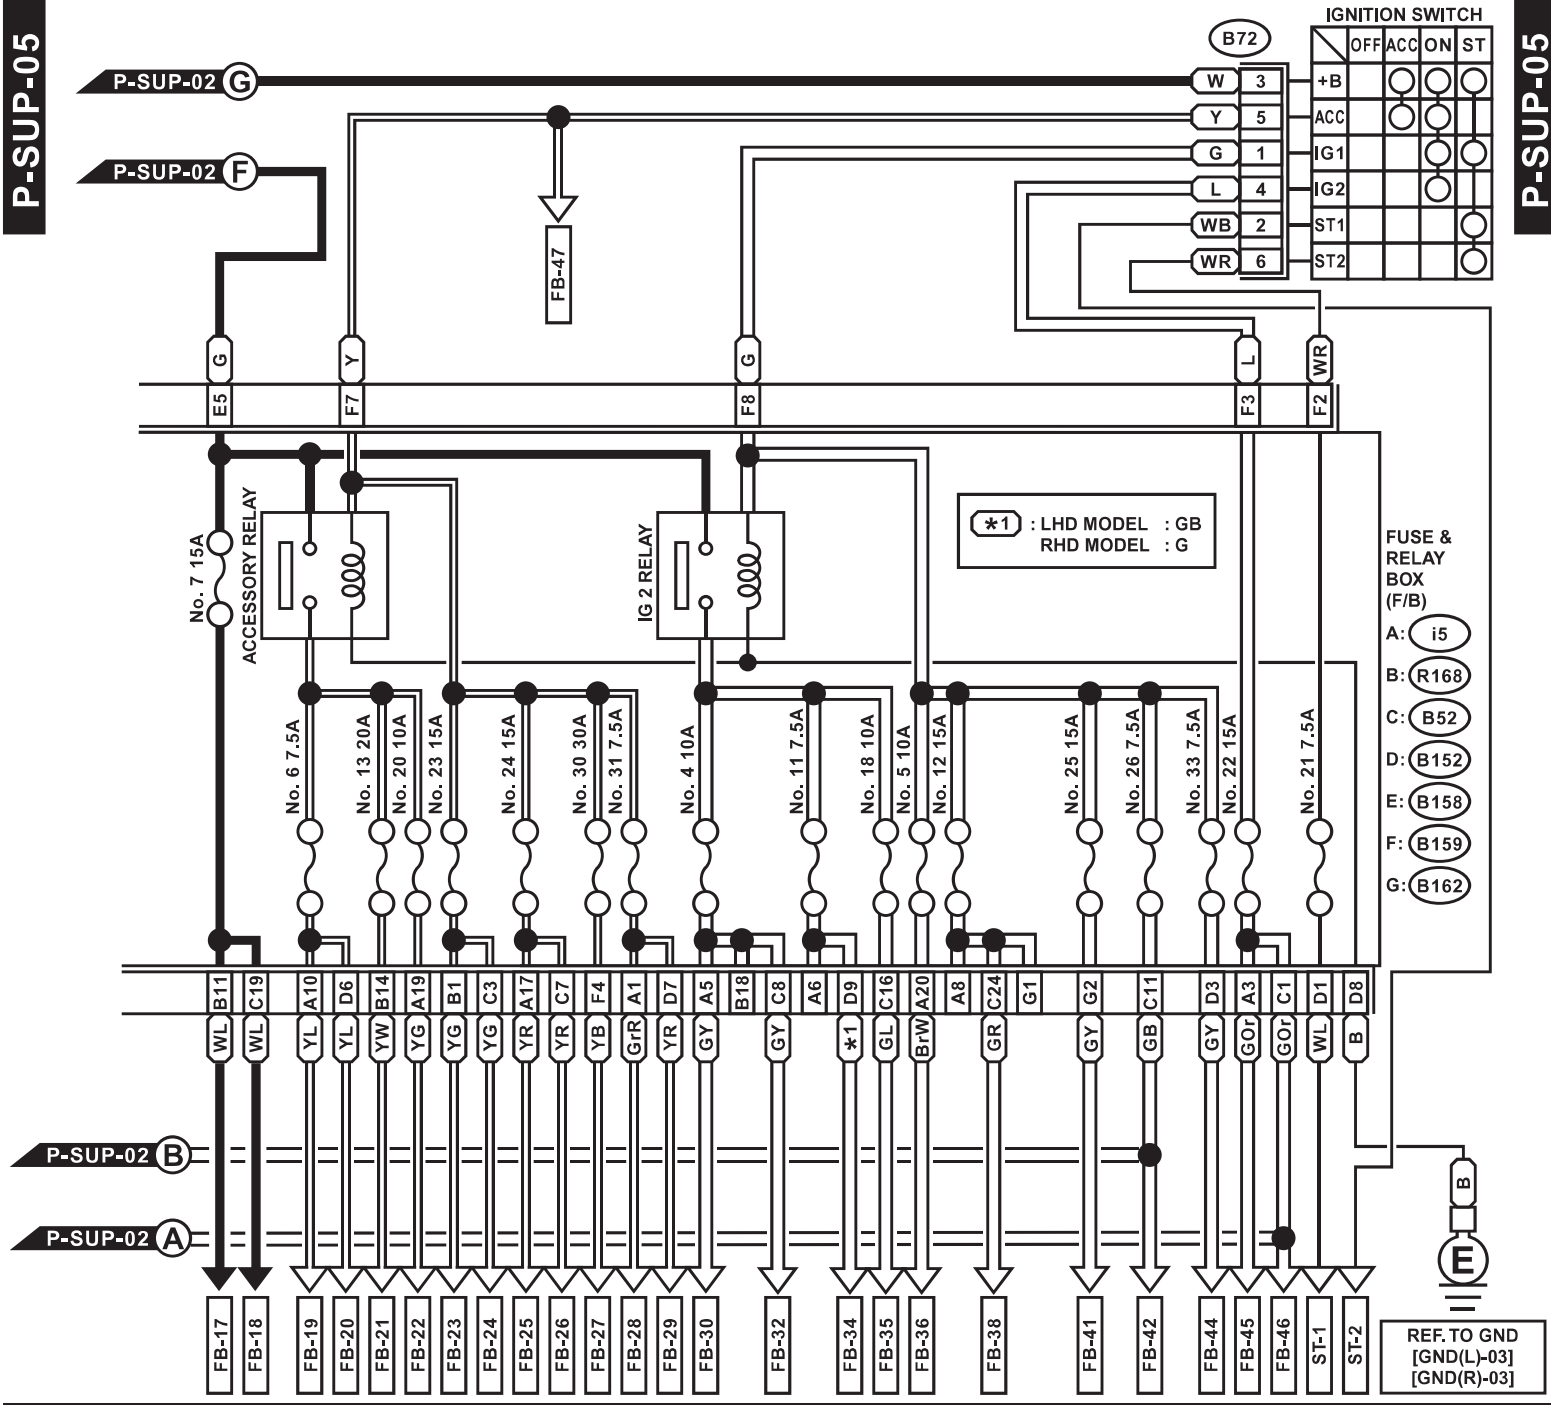 P-SUP-05
P-SUP-05
IGNITION SWITCH
OFF ACC ON ST
B72
P-SUP-02 G
W 3 +B
Y 5 ACC
G 1 IG1
L 4 IG2
WB 2 ST1
WR 6 ST2
P-SUP-02 F
FB-47
G Y G L WR
E5 F7 F8 F3 F2
No. 7 15A
ACCESSORY RELAY
IG 2 RELAY
*1 : LHD MODEL : GB
RHD MODEL : G
FUSE &
RELAY
BOX
(F/B)
A: i5
B: R168
C: B52
D: B152
E: B158
F: B159
G: B162
No. 6 7.5A
No. 13 20A
No. 20 10A
No. 23 15A
No. 24 15A
No. 30 30A
No. 31 7.5A
No. 4 10A
No. 11 7.5A
No. 18 10A
No. 5 10A
No. 12 15A
No. 25 15A
No. 26 7.5A
No. 33 7.5A
No. 22 15A
No. 21 7.5A
B11 C19 A10 D6 B14 A19 B1 C3 A17 C7 F4 A1 D7 A5 B18 C8 A6 D9 C16 A20 A8 C24 G1 G2 C11 D3 A3 C1 D1 D8
WL WL YL YL YW YG YG YG YR YR YB GrR YR GY GY *1 GL BrW GR GY GB GY GOr GOr WL B
P-SUP-02 B
B
P-SUP-02 A
E
FB-17 FB-18 FB-19 FB-20 FB-21 FB-22 FB-23 FB-24 FB-25 FB-26 FB-27 FB-28 FB-29 FB-30 FB-32 FB-34 FB-35 FB-36 FB-38 FB-41 FB-42 FB-44 FB-45 FB-46 ST-1 ST-2
REF. TO GND
[GND(L)-03]
[GND(R)-03]